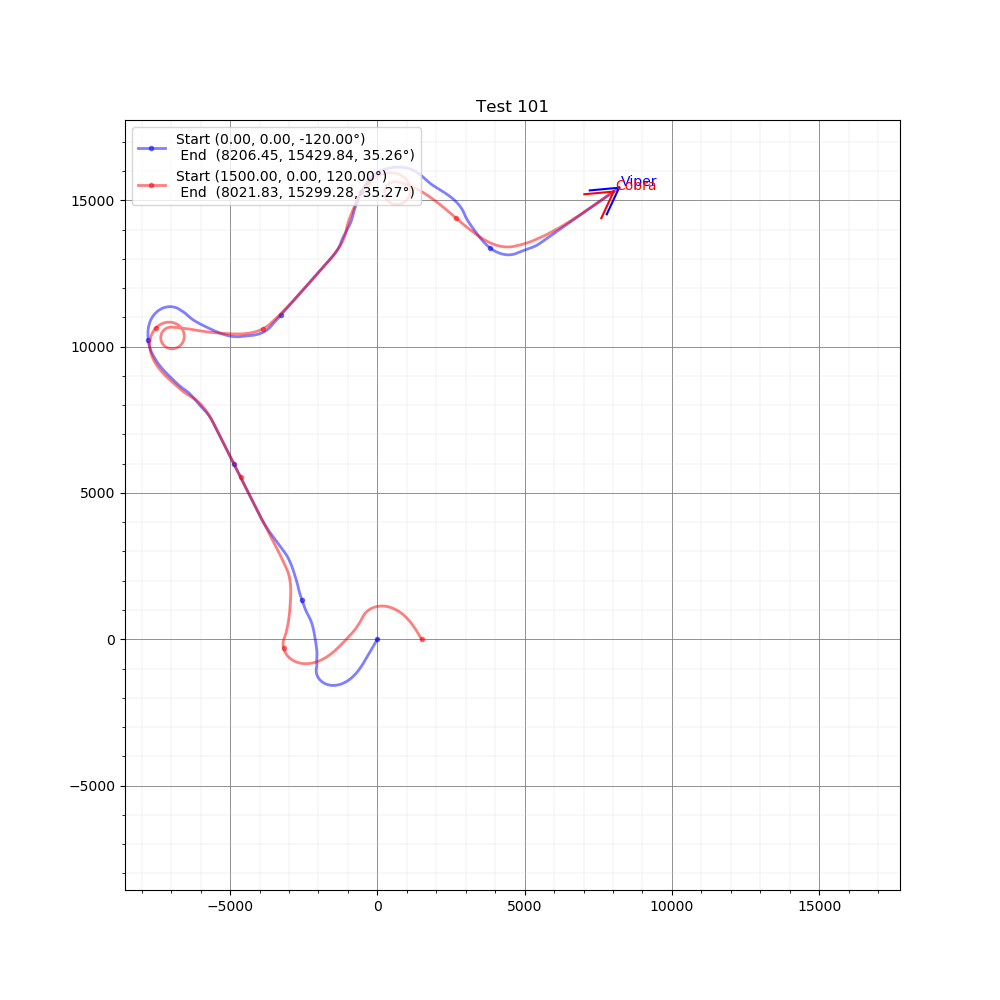 Test 101
Start (0.00, 0.00, -120.00°)
End (8206.45, 15429.84, 35.26°)
Start (1500.00, 0.00, 120.00°)
End (8021.83, 15299.28, 35.27°)
Viper
Cobra
15000
10000
5000
0
−5000
−5000
0
5000
10000
15000